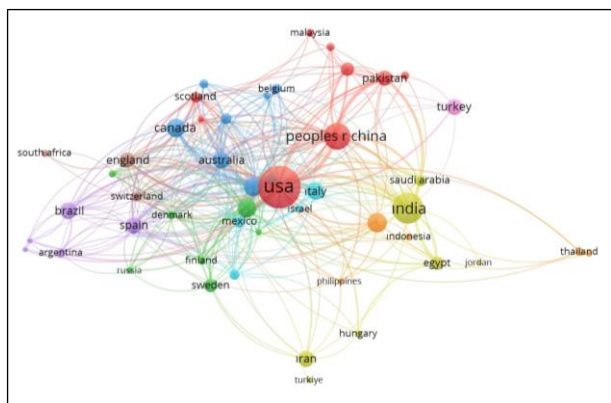 malaysia
pakistan
belgium
scotland
turkey
canada
peoples r china
south africa
england
australia
saudi arabia
usa
italy
switzerland
israel
india
brazil
denmark
mexico
spain
indonesia
argentina
finland
egypt
jordan
thailand
russia
sweden
philippines
hungary
iran
turkiye